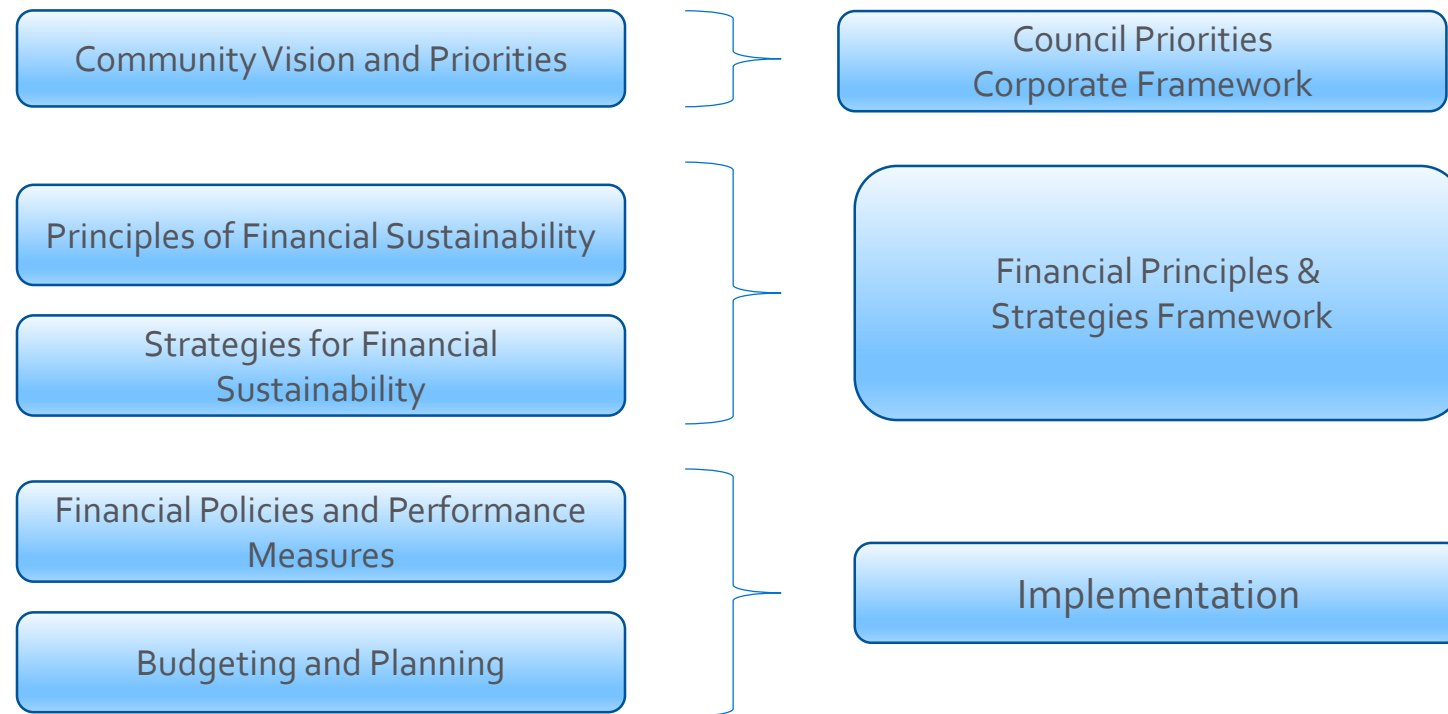 Community Vision and Priorities
Council Priorities
Corporate Framework
Principles of Financial Sustainability
Strategies for Financial
Sustainability
Financial Principles &
Strategies Framework
Financial Policies and Performance
Measures
Budgeting and Planning
Implementation